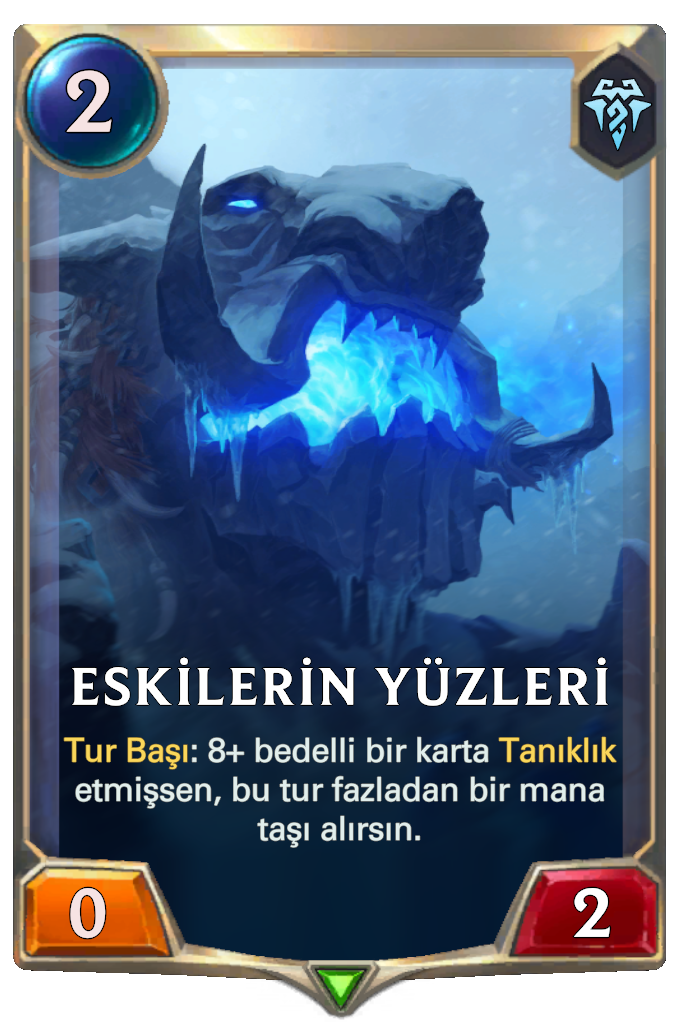 2
ESKİLERİN YÜZLERİ
Tur Başı: 8+ bedelli bir karta Tanıklık
etmişsen, bu tur fazladan bir mana
taşı alırsın.
0
2